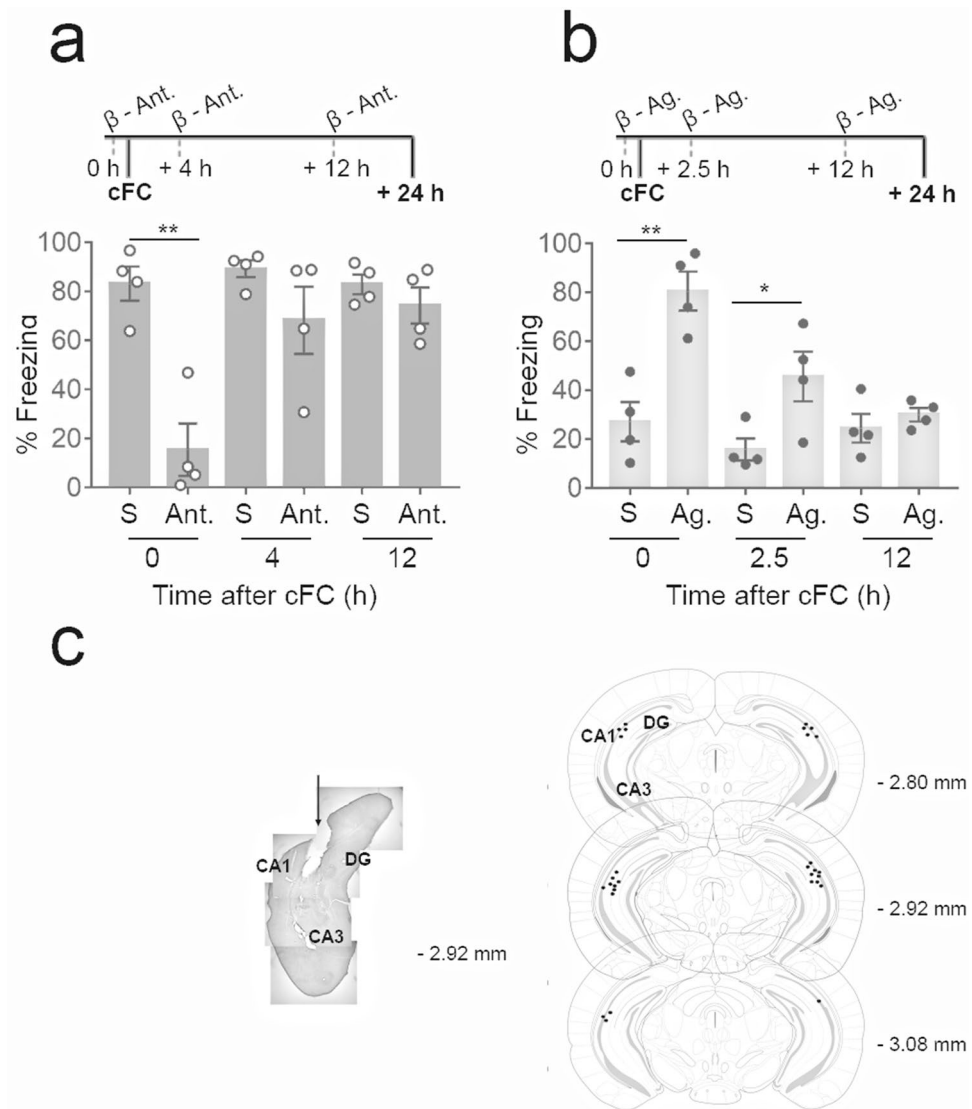 a
β - Ant. β - Ant. β - Ant.
0 h + 4 h + 12 h
cFC + 24 h
**
% Freezing
100
80
60
40
20
0
S Ant. S Ant. S Ant.
0 4 12
Time after cFC (h)
b
β - Ag. β - Ag. β - Ag.
0 h + 2.5 h + 12 h
cFC + 24 h
** *
% Freezing
100
80
60
40
20
0
S Ag. S Ag. S Ag.
0 2.5 12
Time after cFC (h)
c
CA1 DG
CA3
- 2.92 mm
CA1 DG
CA3
- 2.80 mm
- 2.92 mm
- 3.08 mm